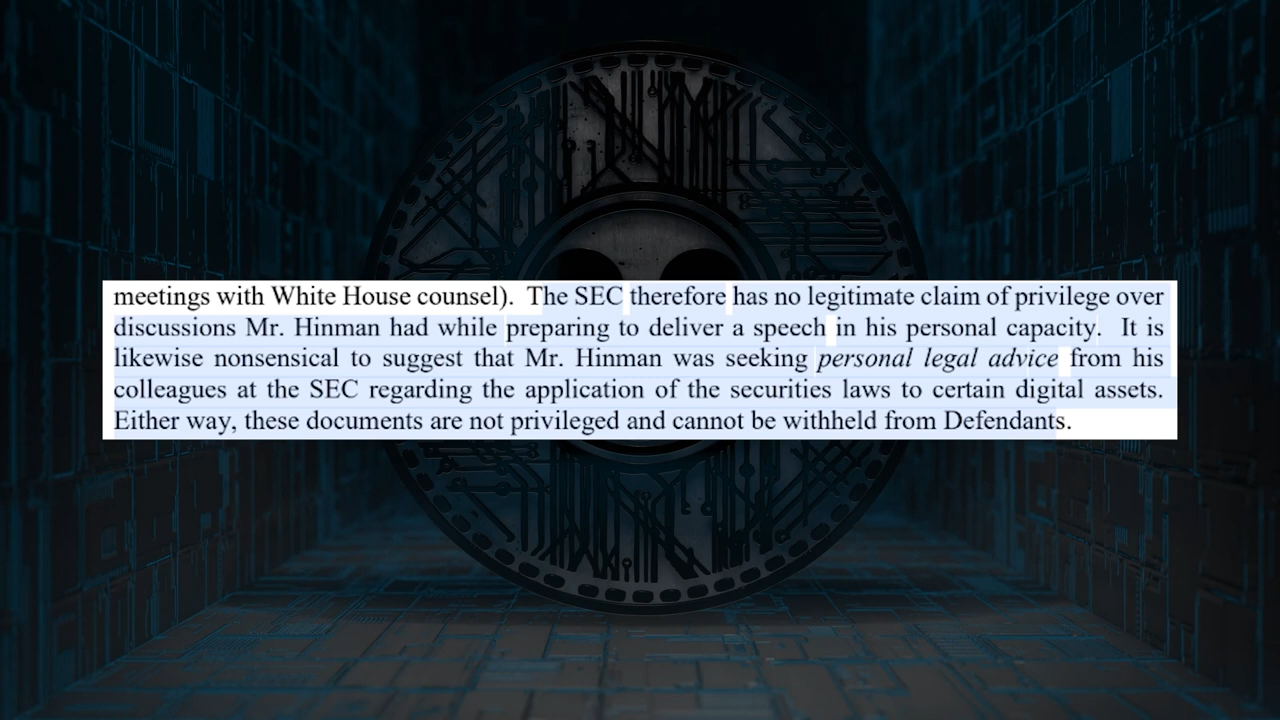 meetings with White House counsel).  The SEC therefore has no legitimate claim of privilege over
discussions Mr. Hinman had while preparing to deliver a speech in his personal capacity.  It is
likewise nonsensical to suggest that Mr. Hinman was seeking personal legal advice from his
colleagues at the SEC regarding the application of the securities laws to certain digital assets.
Either way, these documents are not privileged and cannot be withheld from Defendants.